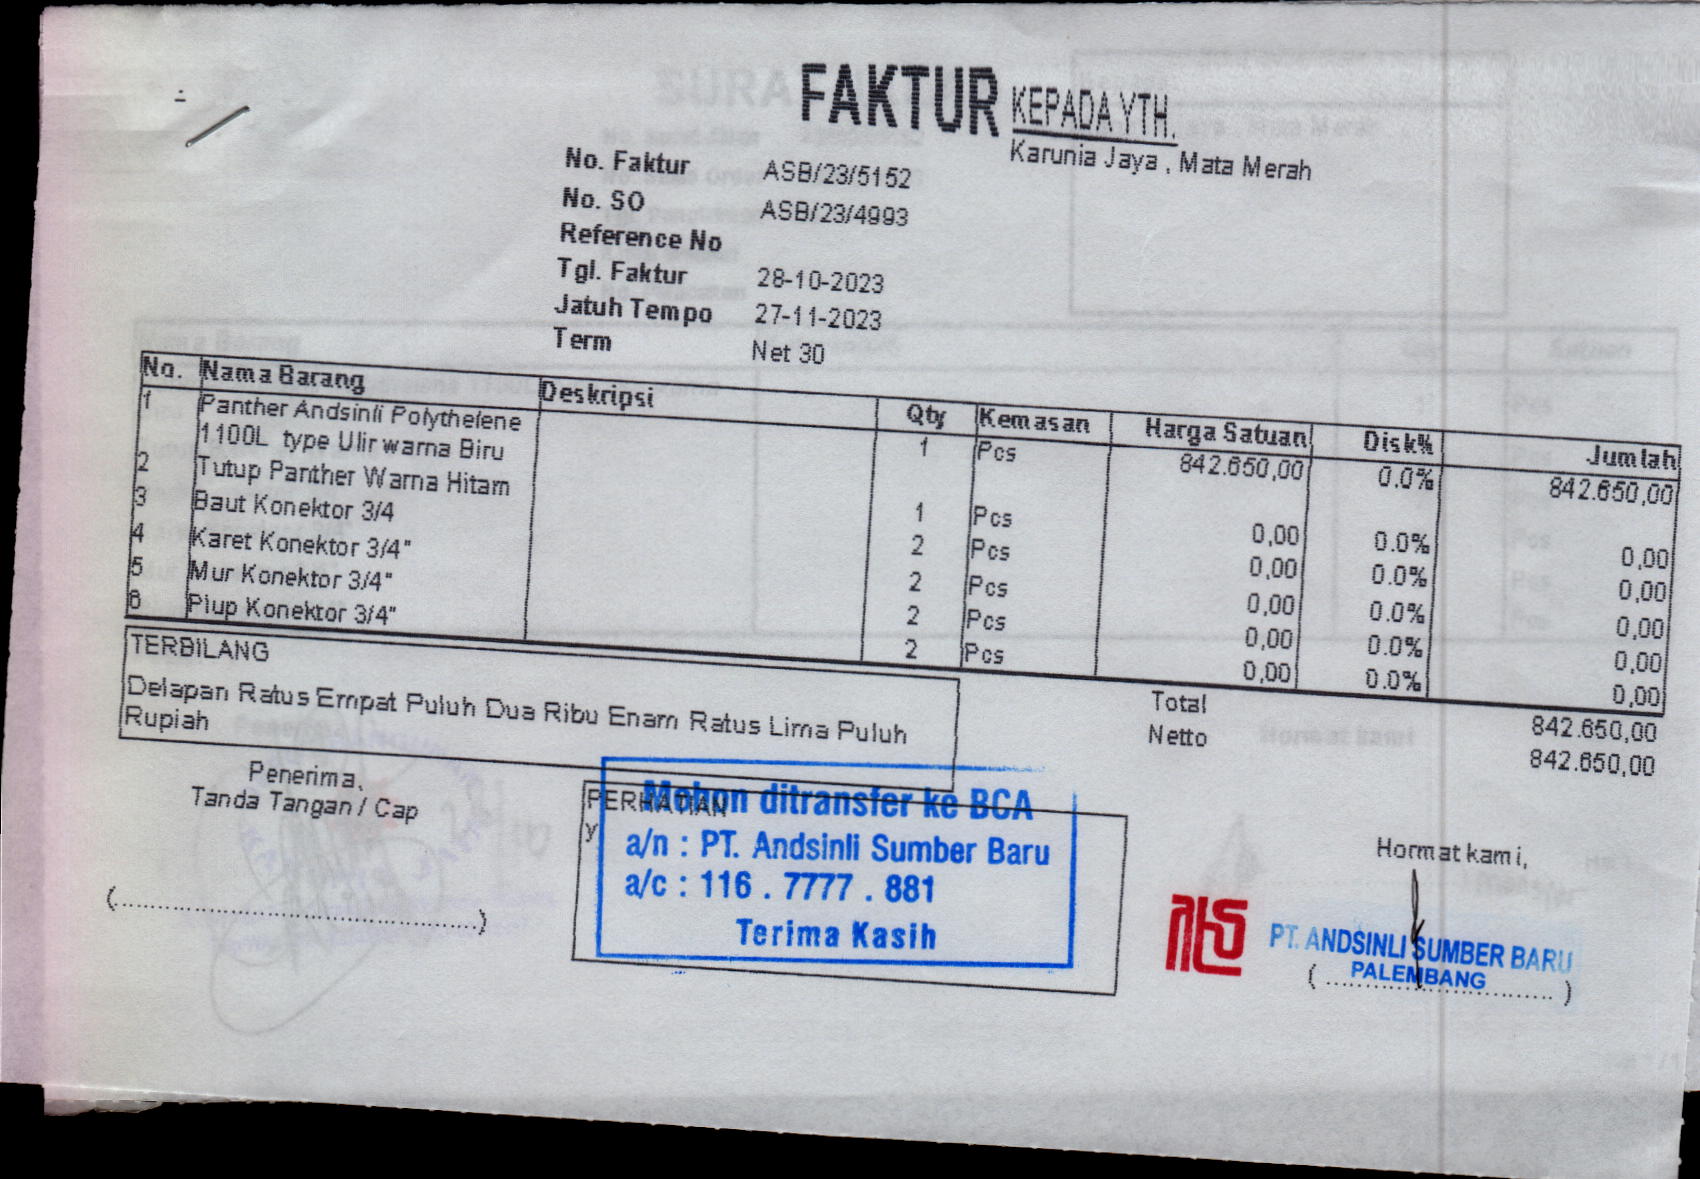 FAKTUR
KEPADA YTH.
Karunia Jaya , Mata Merah
No. Faktur ASB/23/5152
No. SO ASB/23/4993
Reference No
Tgl. Faktur 28-10-2023
Jatuh Tempo 27-11-2023
Term Net 30
No. Nama Barang Deskripsi Qty Kemasan Harga Satuan Disk% Jumlah
1 Panther Andsinli Polythelene 1 Pcs 842.650,00 0.0% 842.650,00
1100L type Ulir warna Biru
2 Tutup Panther Warna Hitam 1 Pcs 0,00 0.0% 0,00
3 Baut Konektor 3/4 2 Pcs 0,00 0.0% 0,00
4 Karet Konektor 3/4" 2 Pcs 0,00 0.0% 0,00
5 Mur Konektor 3/4" 2 Pcs 0,00 0.0% 0,00
6 Plup Konektor 3/4" 2 Pcs 0,00 0.0% 0,00
TERBILANG
Delapan Ratus Empat Puluh Dua Ribu Enam Ratus Lima Puluh
Rupiah
Total 842.650,00
Netto 842.650,00
Penerima,
Tanda Tangan / Cap
(........................................................)
PERHATIAN
y
Mohon ditransfer ke BCA
a/n : PT. Andsinli Sumber Baru
a/c : 116 . 7777 . 881
Terima Kasih
Hormat kami,
PT. ANDSINLI SUMBER BARU
PALEMBANG
( ................................... )